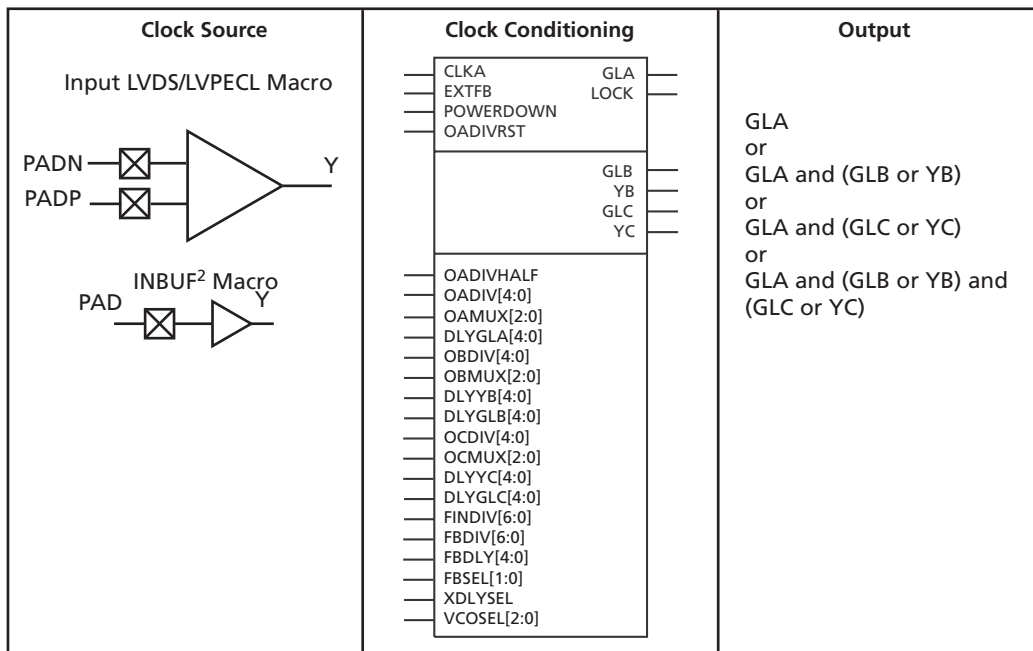 Clock Source
Input LVDS/LVPECL Macro
PADN
PADP
Y
INBUF2 Macro
PAD
Y
Clock Conditioning
CLKA
EXTFB
POWERDOWN
OADIVRST
GLA
LOCK
GLB
YB
GLC
YC
OADIVHALF
OADIV[4:0]
OAMUX[2:0]
DLYGLA[4:0]
OBDIV[4:0]
OBMUX[2:0]
DLYYB[4:0]
DLYGLB[4:0]
OCDIV[4:0]
OCMUX[2:0]
DLYYC[4:0]
DLYGLC[4:0]
FINDIV[6:0]
FBDIV[6:0]
FBDLY[4:0]
FBSEL[1:0]
XDLYSEL
VCOSEL[2:0]
Output
GLA
or
GLA and (GLB or YB)
or
GLA and (GLC or YC)
or
GLA and (GLB or YB) and
(GLC or YC)